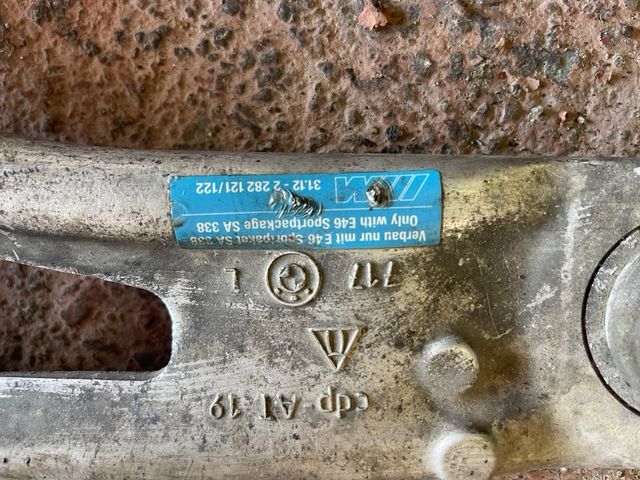 cdp AT 19
717 L
Verbau nur mit E46 Sportpaket SA 338
Only with E46 Sportpackage SA 338
M
31.12 - 2 282 121/122